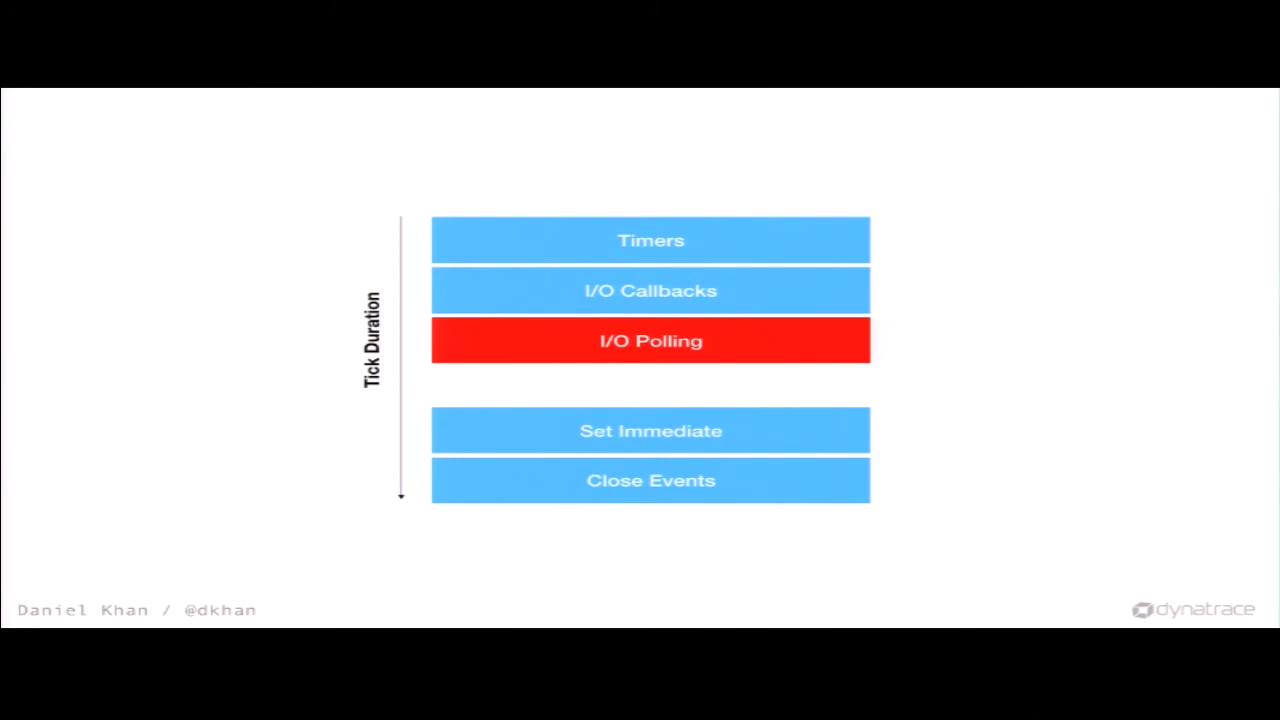 Tick Duration
Timers
I/O Callbacks
I/O Polling
Set Immediate
Close Events
Daniel Khan / @dkhan
dynatrace